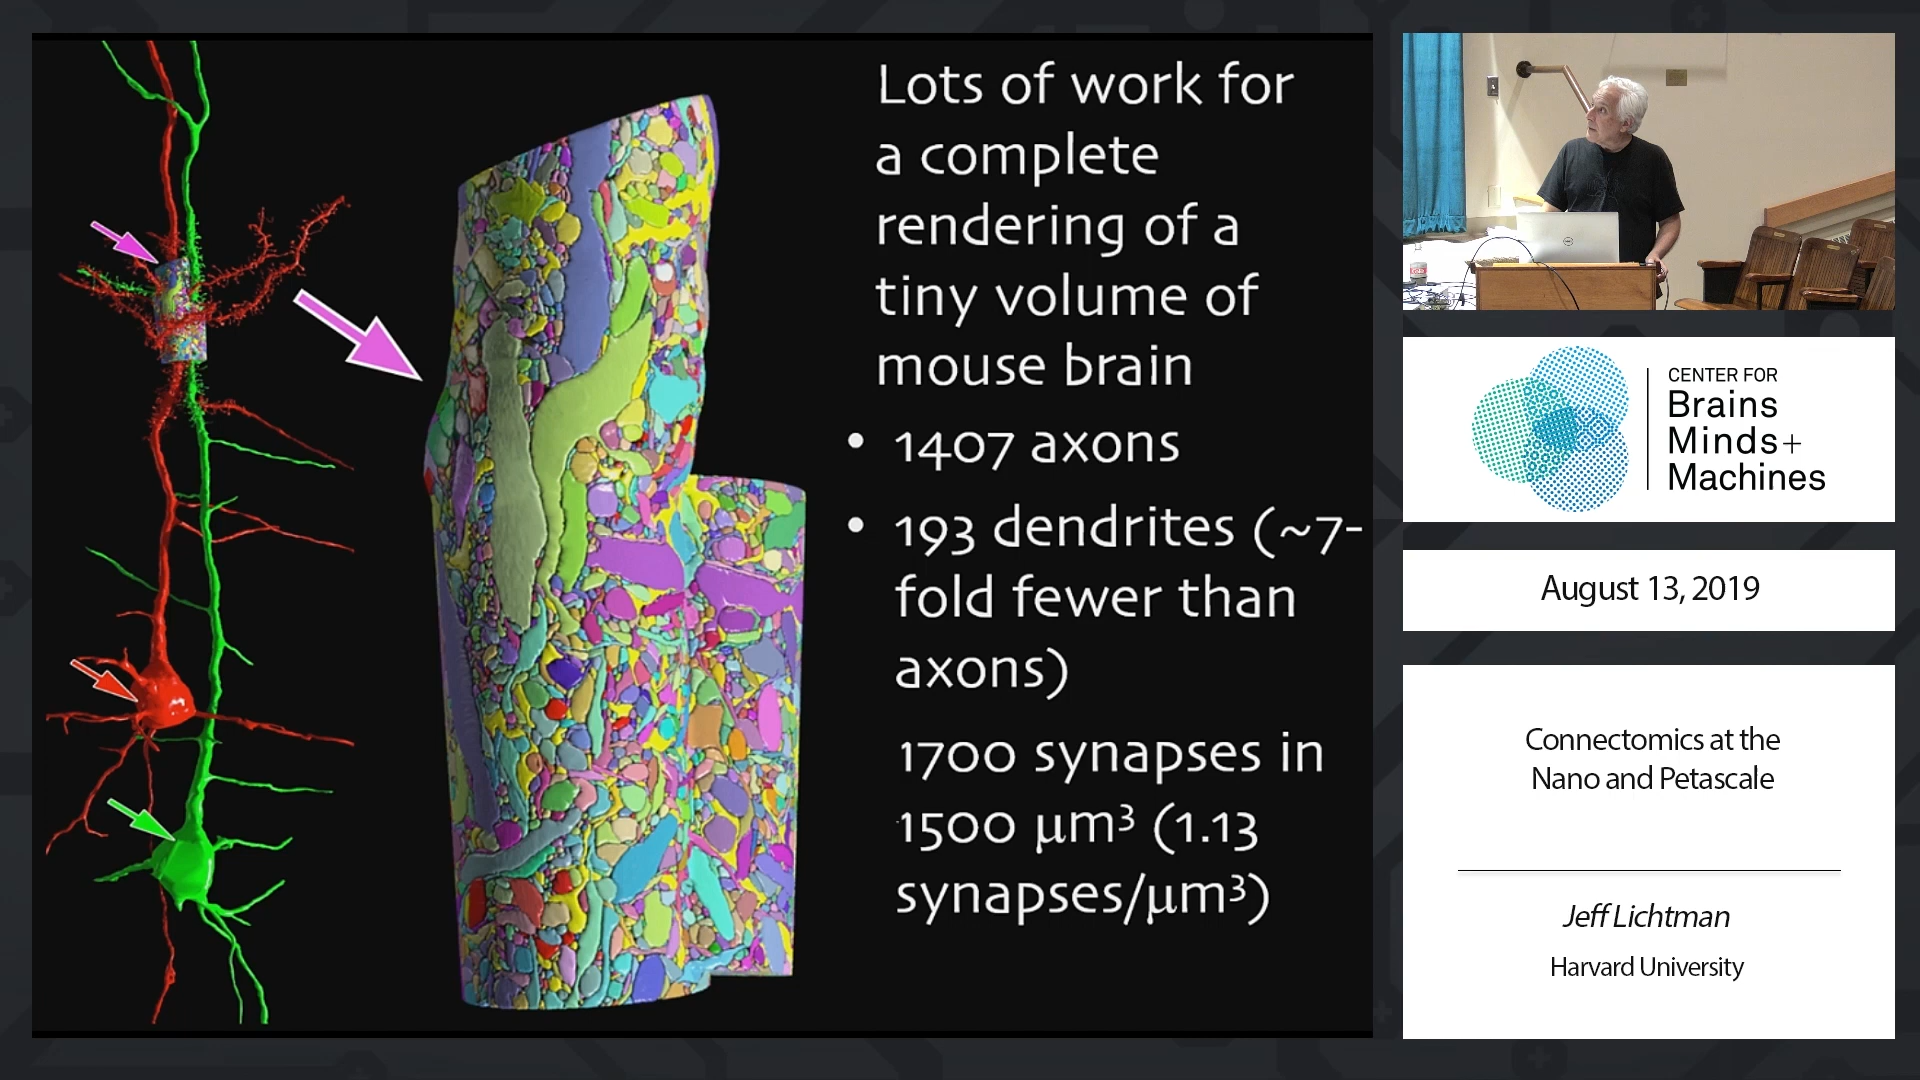 Lots of work for
a complete
rendering of a
tiny volume of
mouse brain
• 1407 axons
• 193 dendrites (~7-
fold fewer than
axons)
1700 synapses in
1500 µm³ (1.13
synapses/µm³)
CENTER FOR
Brains
Minds+
Machines
August 13, 2019
Connectomics at the
Nano and Petascale
Jeff Lichtman
Harvard University